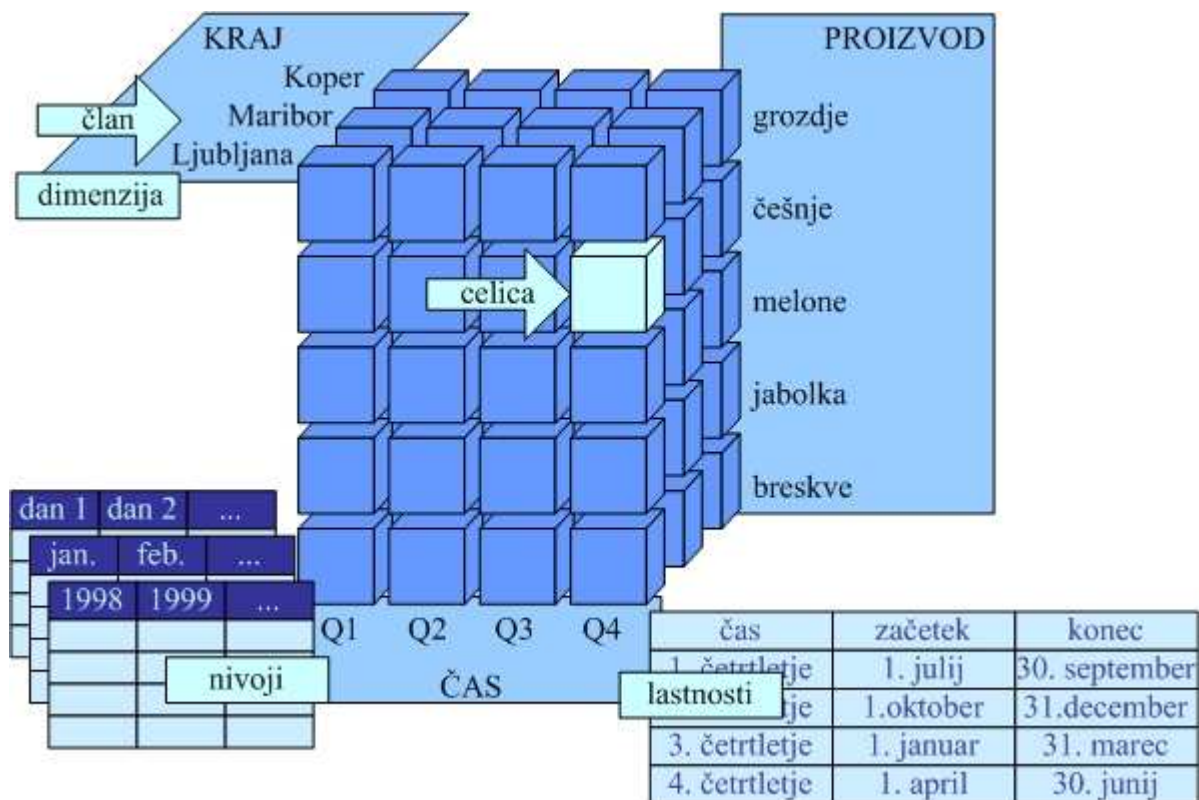 KRAJ
Koper
Maribor
Ljubljana
član
dimenzija
PROIZVOD
grozdje
češnje
melone
jabolka
breskve
celica
dan 1 dan 2 ...
jan. feb. ...
1998 1999 ...
nivoji
Q1 Q2 Q3 Q4
ČAS
lastnosti
čas začetek konec
1. četrtletje 1. julij 30. september
1.oktober 31.december
3. četrtletje 1. januar 31. marec
4. četrtletje 1. april 30. junij